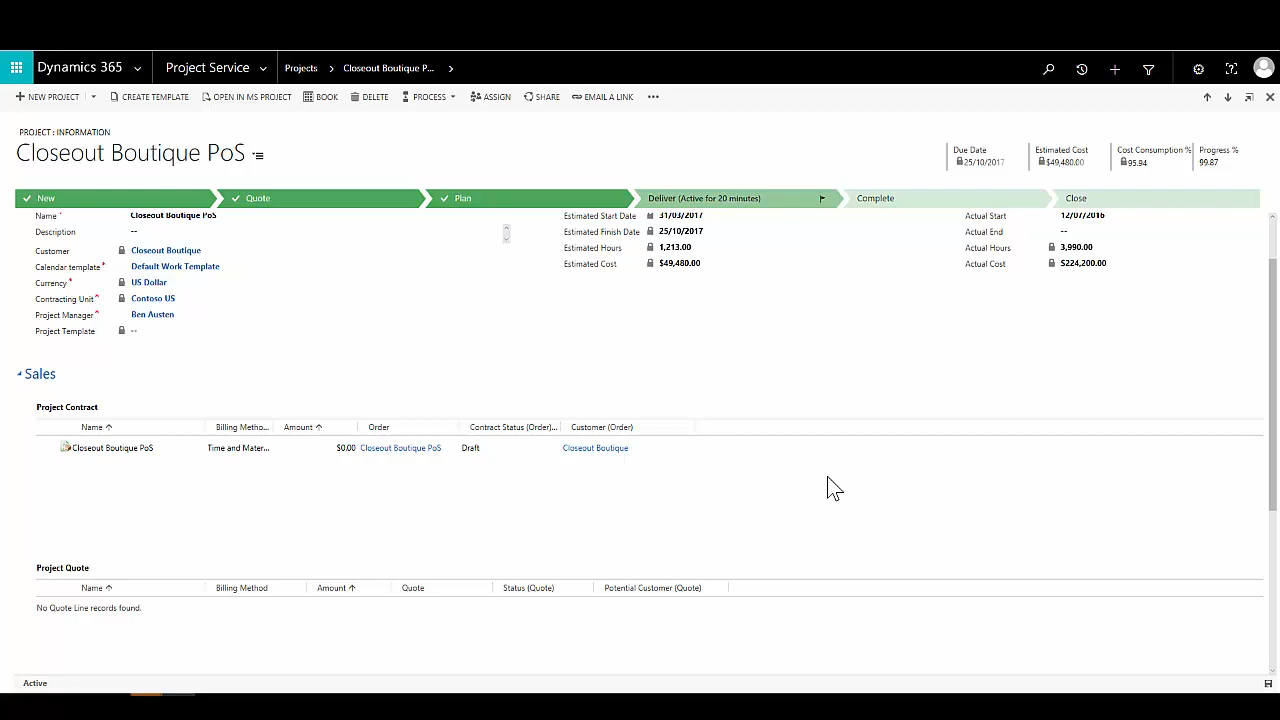 Dynamics 365 Project Service Projects Closeout Boutique P...
NEW PROJECT CREATE TEMPLATE OPEN IN MS PROJECT BOOK DELETE PROCESS ASSIGN SHARE EMAIL A LINK
PROJECT : INFORMATION
Closeout Boutique PoS
Due Date Estimated Cost Cost Consumption % Progress %
25/10/2017 $49,480.00 95.94 99.87
New Quote Plan Deliver (Active for 20 minutes) Complete Close
Name * Closeout Boutique PoS Estimated Start Date 31/03/2017 Actual Start 12/07/2016
Description -- Estimated Finish Date 25/10/2017 Actual End --
Customer Closeout Boutique Estimated Hours 1,213.00 Actual Hours 3,990.00
Calendar template * Default Work Template Estimated Cost $49,480.00 Actual Cost $224,200.00
Currency * US Dollar
Contracting Unit * Contoso US
Project Manager * Ben Austen
Project Template --
Sales
Project Contract
Name ↑ Billing Metho... Amount ↑ Order Contract Status (Order)... Customer (Order)
Closeout Boutique PoS Time and Mater... $0.00 Closeout Boutique PoS Draft Closeout Boutique
Project Quote
Name ↑ Billing Method Amount ↑ Quote Status (Quote) Potential Customer (Quote)
No Quote Line records found.
Active